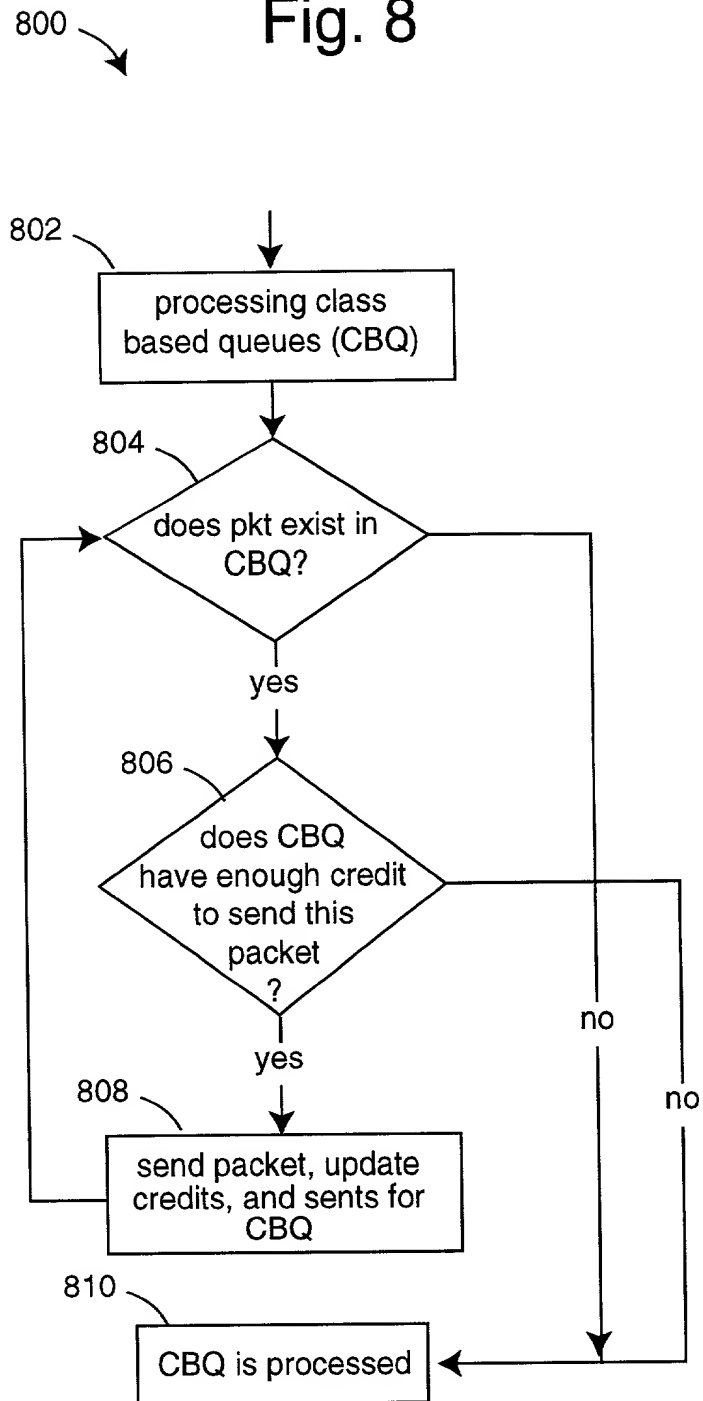 Fig. 8
800
802
processing class
based queues (CBQ)
804
does pkt exist in
CBQ?
yes
806
does CBQ
have enough credit
to send this
packet
?
no
yes
no
808
send packet, update
credits, and sents for
CBQ
810
CBQ is processed